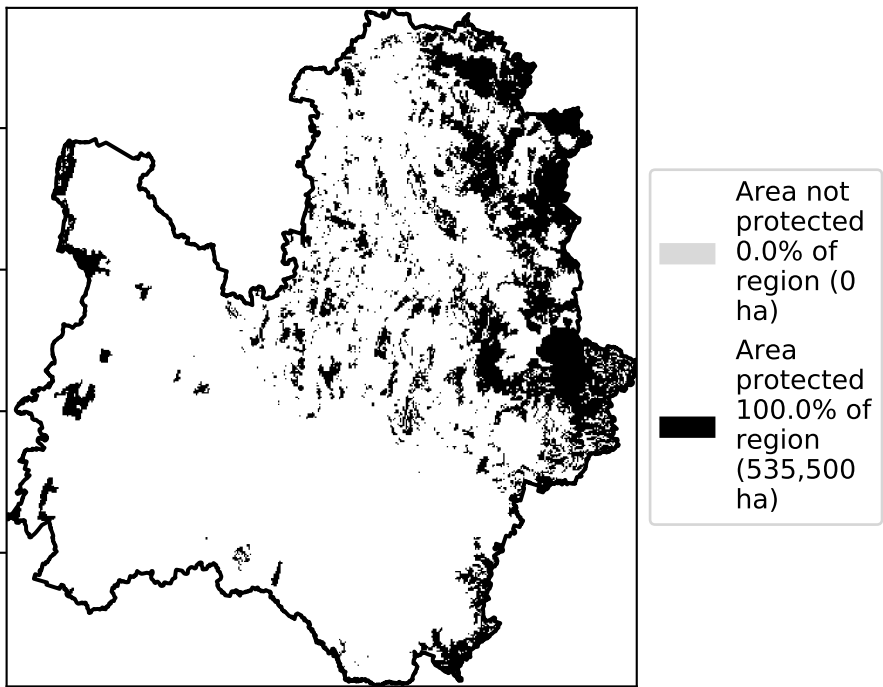 Area not
protected
0.0% of
region (0
ha)
Area
protected
100.0% of
region
(535,500
ha)